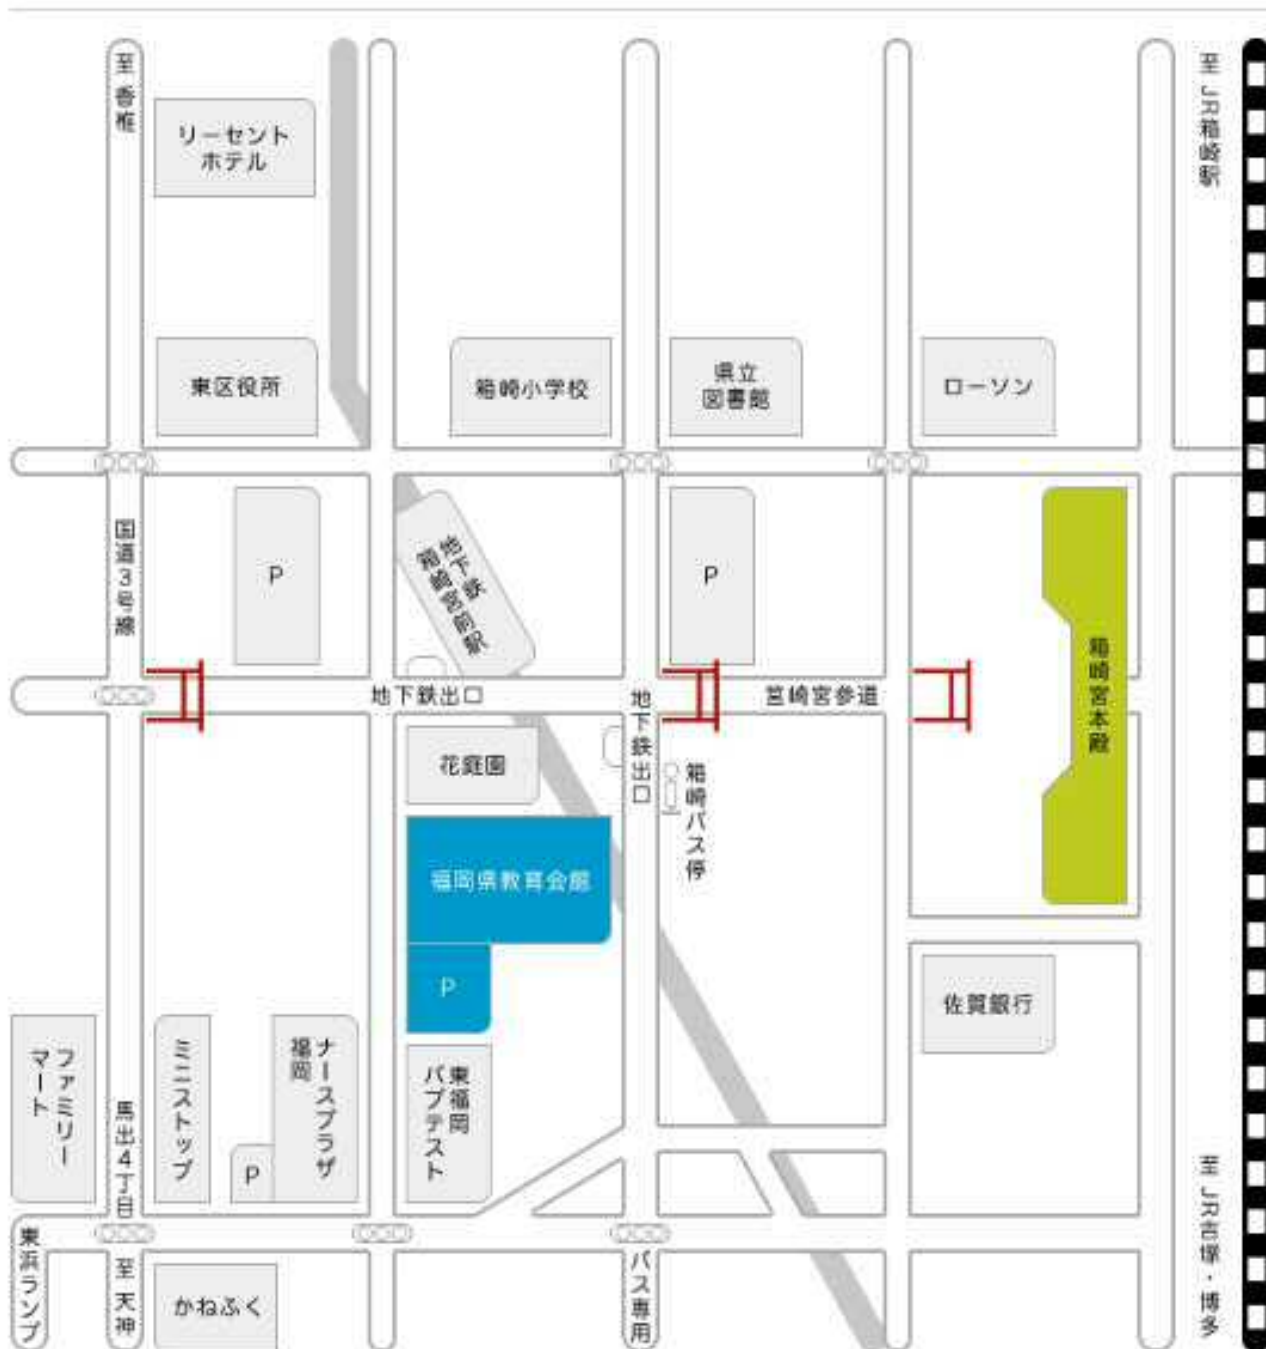 至 香椎
リーセント
ホテル
至 JR箱崎駅
東区役所
箱崎小学校
県立
図書館
ローソン
国道3号線
P
地下鉄
箱崎宮前駅
P
箱崎宮本殿
地下鉄出口
筥崎宮参道
地下鉄出口
花庭園
箱崎バス停
福岡県教育会館
P
佐賀銀行
ファミリー
マート
馬出4丁目
ミニストップ
P
ナースプラザ
福岡
東福岡
バプテスト
至 JR吉塚・博多
東浜ランプ
至 天神
かねふく
バス専用